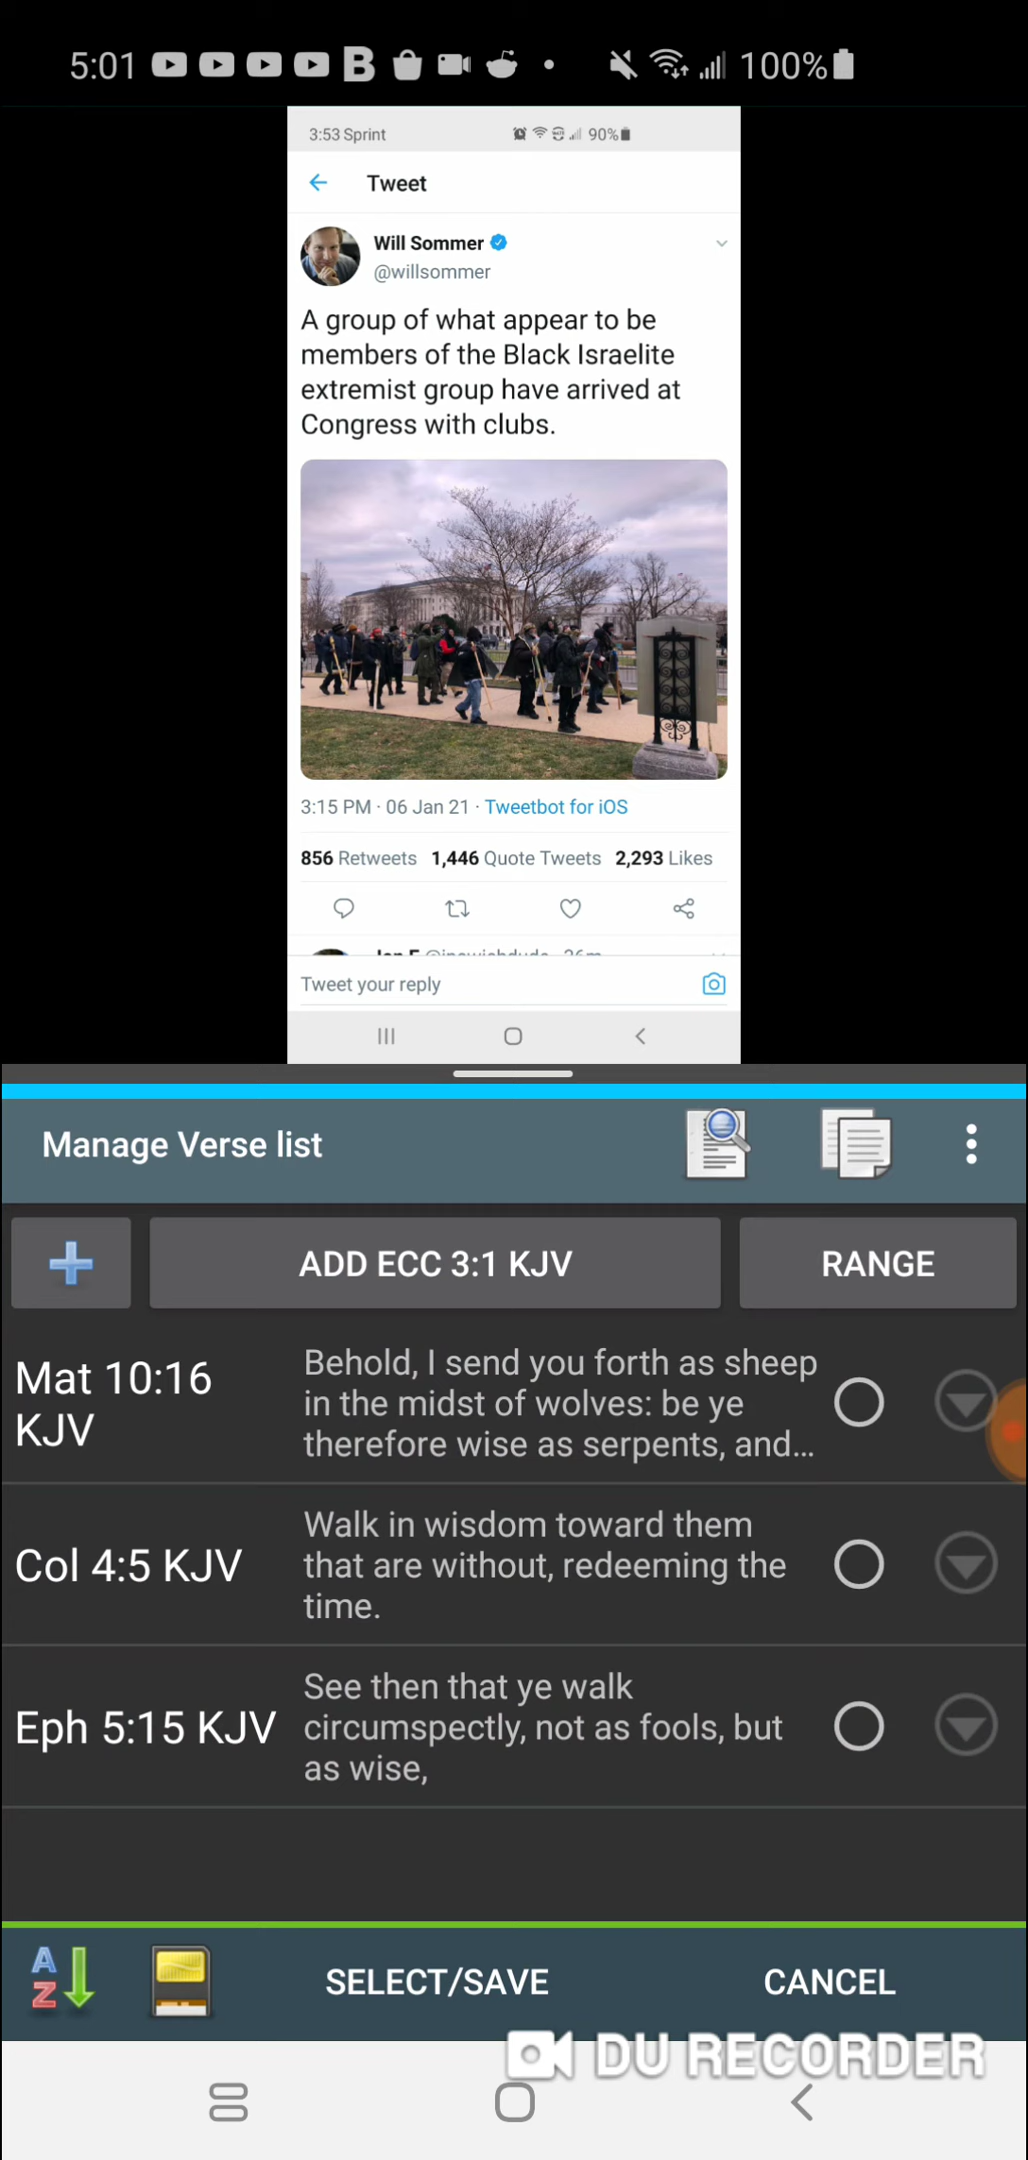 5:01 B 100%
3:53 Sprint 90%
Tweet
Will Sommer
@willsommer
A group of what appear to be
members of the Black Israelite
extremist group have arrived at
Congress with clubs.
3:15 PM · 06 Jan 21 · Tweetbot for iOS
856 Retweets 1,446 Quote Tweets 2,293 Likes
Tweet your reply
Manage Verse list
ADD ECC 3:1 KJV RANGE
Mat 10:16
KJV
Behold, I send you forth as sheep
in the midst of wolves: be ye
therefore wise as serpents, and...
Col 4:5 KJV
Walk in wisdom toward them
that are without, redeeming the
time.
Eph 5:15 KJV
See then that ye walk
circumspectly, not as fools, but
as wise,
A
Z
SELECT/SAVE CANCEL
DU RECORDER